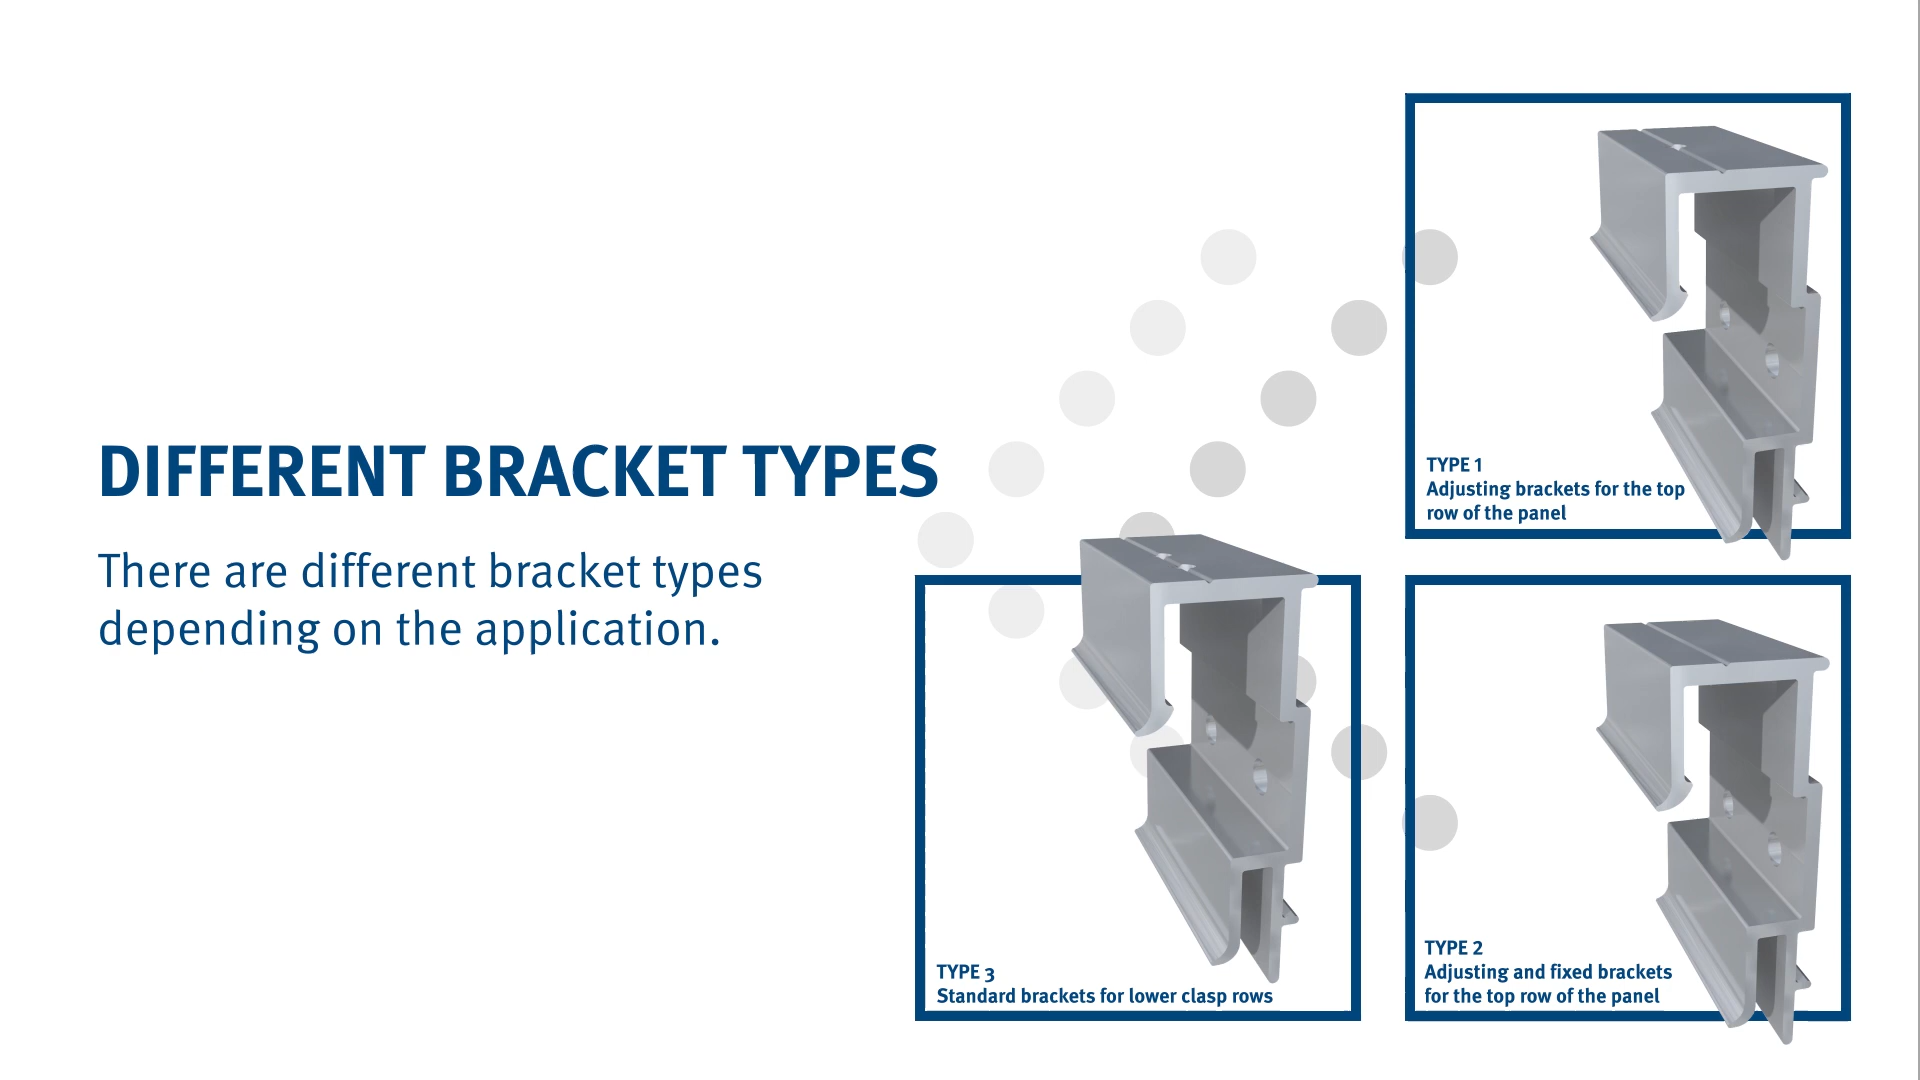 DIFFERENT BRACKET TYPES
There are different bracket types
depending on the application.
TYPE 1
Adjusting brackets for the top
row of the panel
TYPE 2
Adjusting and fixed brackets
for the top row of the panel
TYPE 3
Standard brackets for lower clasp rows